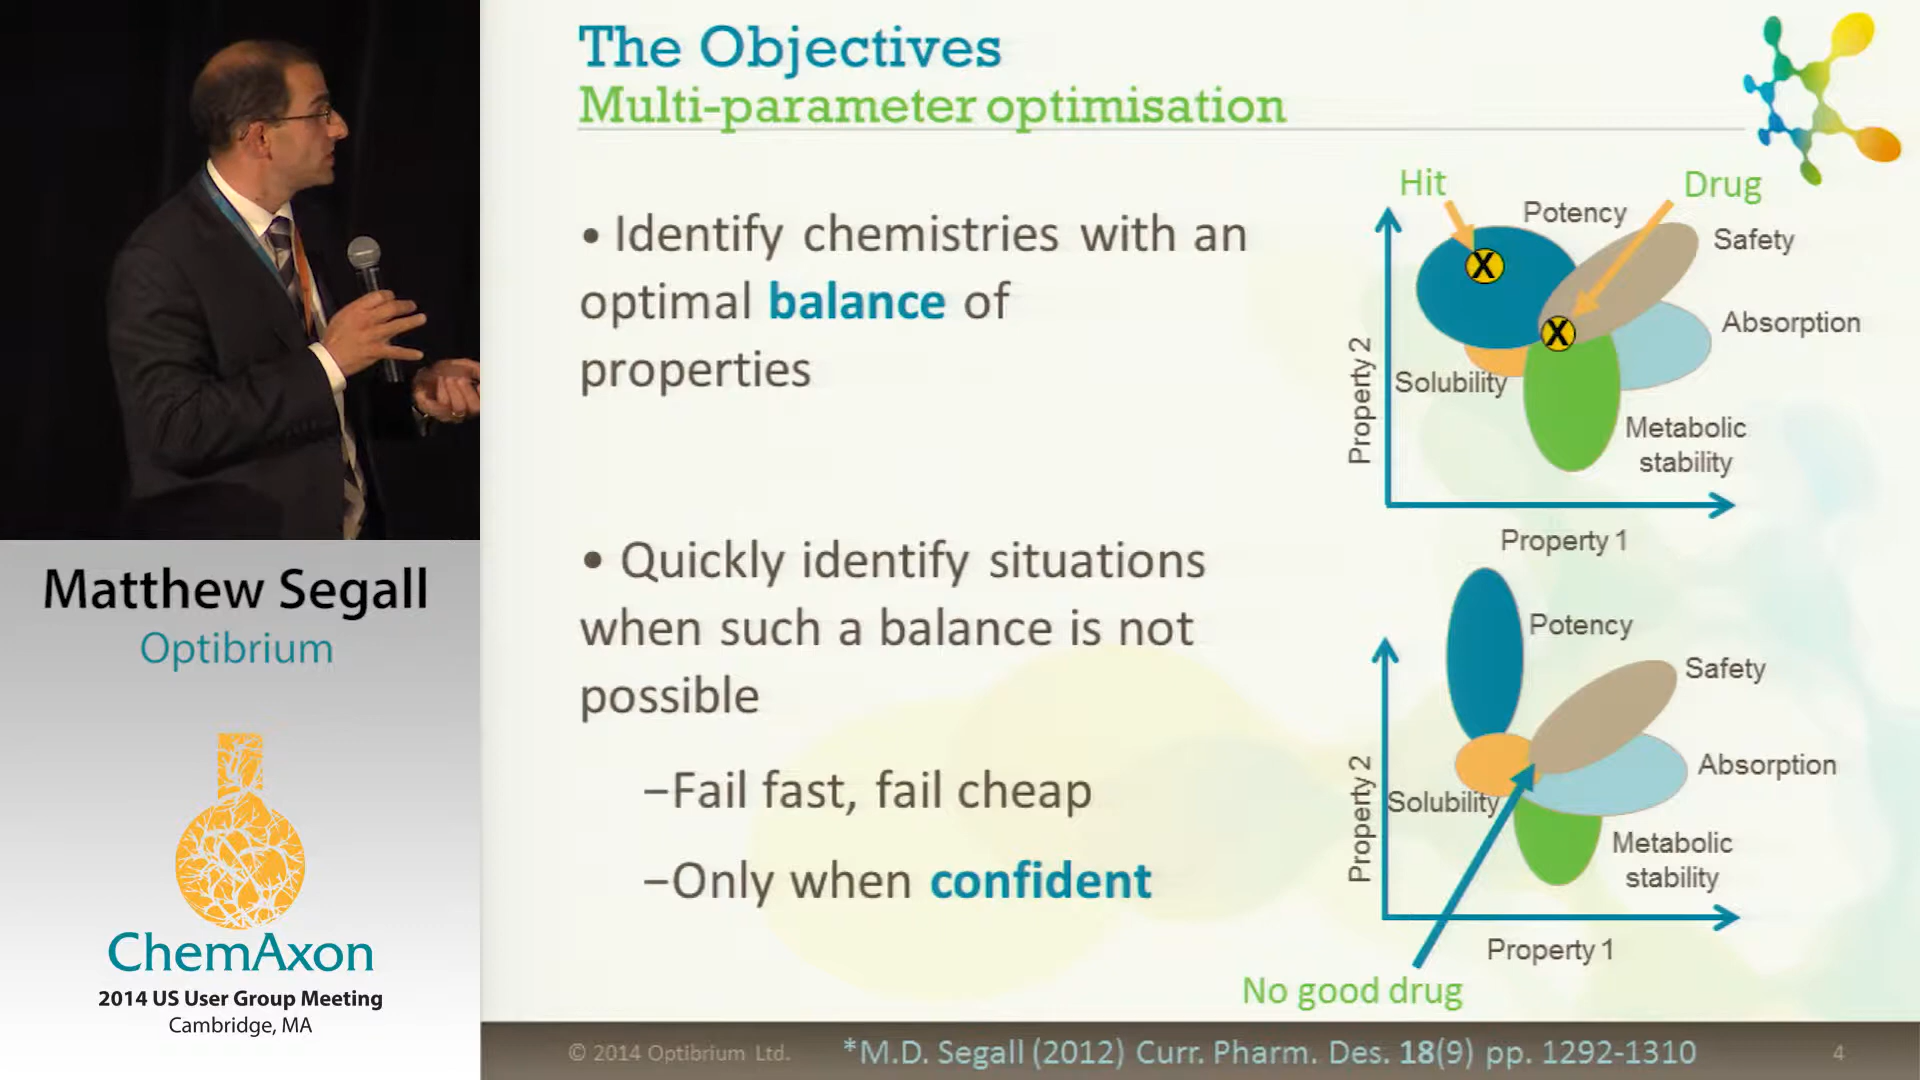 The Objectives
Multi-parameter optimisation
• Identify chemistries with an
optimal balance of
properties
• Quickly identify situations
when such a balance is not
possible
–Fail fast, fail cheap
–Only when confident
Hit
Drug
Potency
Safety
Absorption
Solubility
Metabolic
stability
Property 2
Property 1
X
X
Potency
Safety
Absorption
Solubility
Metabolic
stability
Property 2
Property 1
No good drug
© 2014 Optibrium Ltd.
*M.D. Segall (2012) Curr. Pharm. Des. 18(9) pp. 1292-1310
4
Matthew Segall
Optibrium
ChemAxon
2014 US User Group Meeting
Cambridge, MA